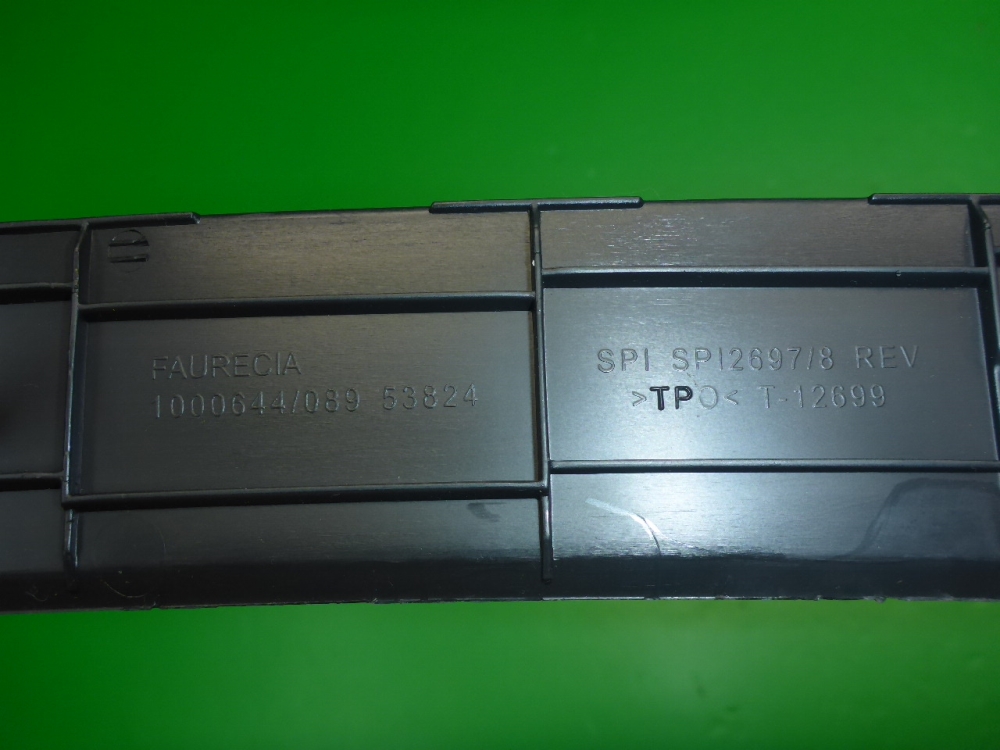 FAURECIA
1000644/089 53824
SPI SPI2697/8 REV
>TPO< T-12699